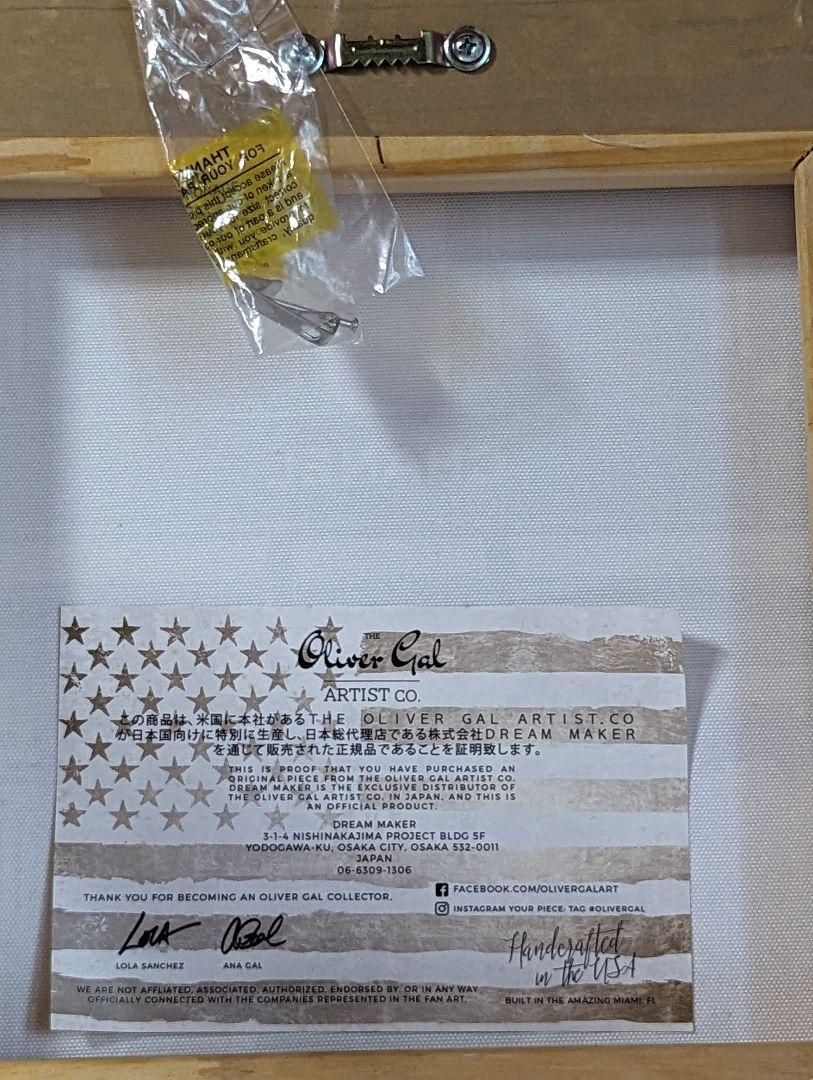 THANK
FOR YOUR PA
THE
Oliver Gal
ARTIST CO.
この商品は、米国に本社があるTHE OLIVER GAL ARTIST.CO
が日本国向けに特別に生産し、日本総代理店である株式会社DREAM MAKER
を通じて販売された正規品であることを証明致します。
THIS IS PROOF THAT YOU HAVE PURCHASED AN
ORIGINAL PIECE FROM THE OLIVER GAL ARTIST CO.
DREAM MAKER IS THE EXCLUSIVE DISTRIBUTOR OF
THE OLIVER GAL ARTIST CO. IN JAPAN, AND THIS IS
AN OFFICIAL PRODUCT.
DREAM MAKER
3-1-4 NISHINAKAJIMA PROJECT BLDG 5F
YODOGAWA-KU, OSAKA CITY, OSAKA 532-0011
JAPAN
06-6309-1306
THANK YOU FOR BECOMING AN OLIVER GAL COLLECTOR.
FACEBOOK.COM/OLIVERGALART
INSTAGRAM YOUR PIECE: TAG #OLIVERGAL
LOLA SANCHEZ
ANA GAL
Handcrafted
in the USA
WE ARE NOT AFFLIATED, ASSOCIATED, AUTHORIZED, ENDORSED BY, OR IN ANY WAY
OFFICIALLY CONNECTED WITH THE COMPANIES REPRESENTED IN THE FAN ART.
BUILT IN THE AMAZING MIAMI, FL